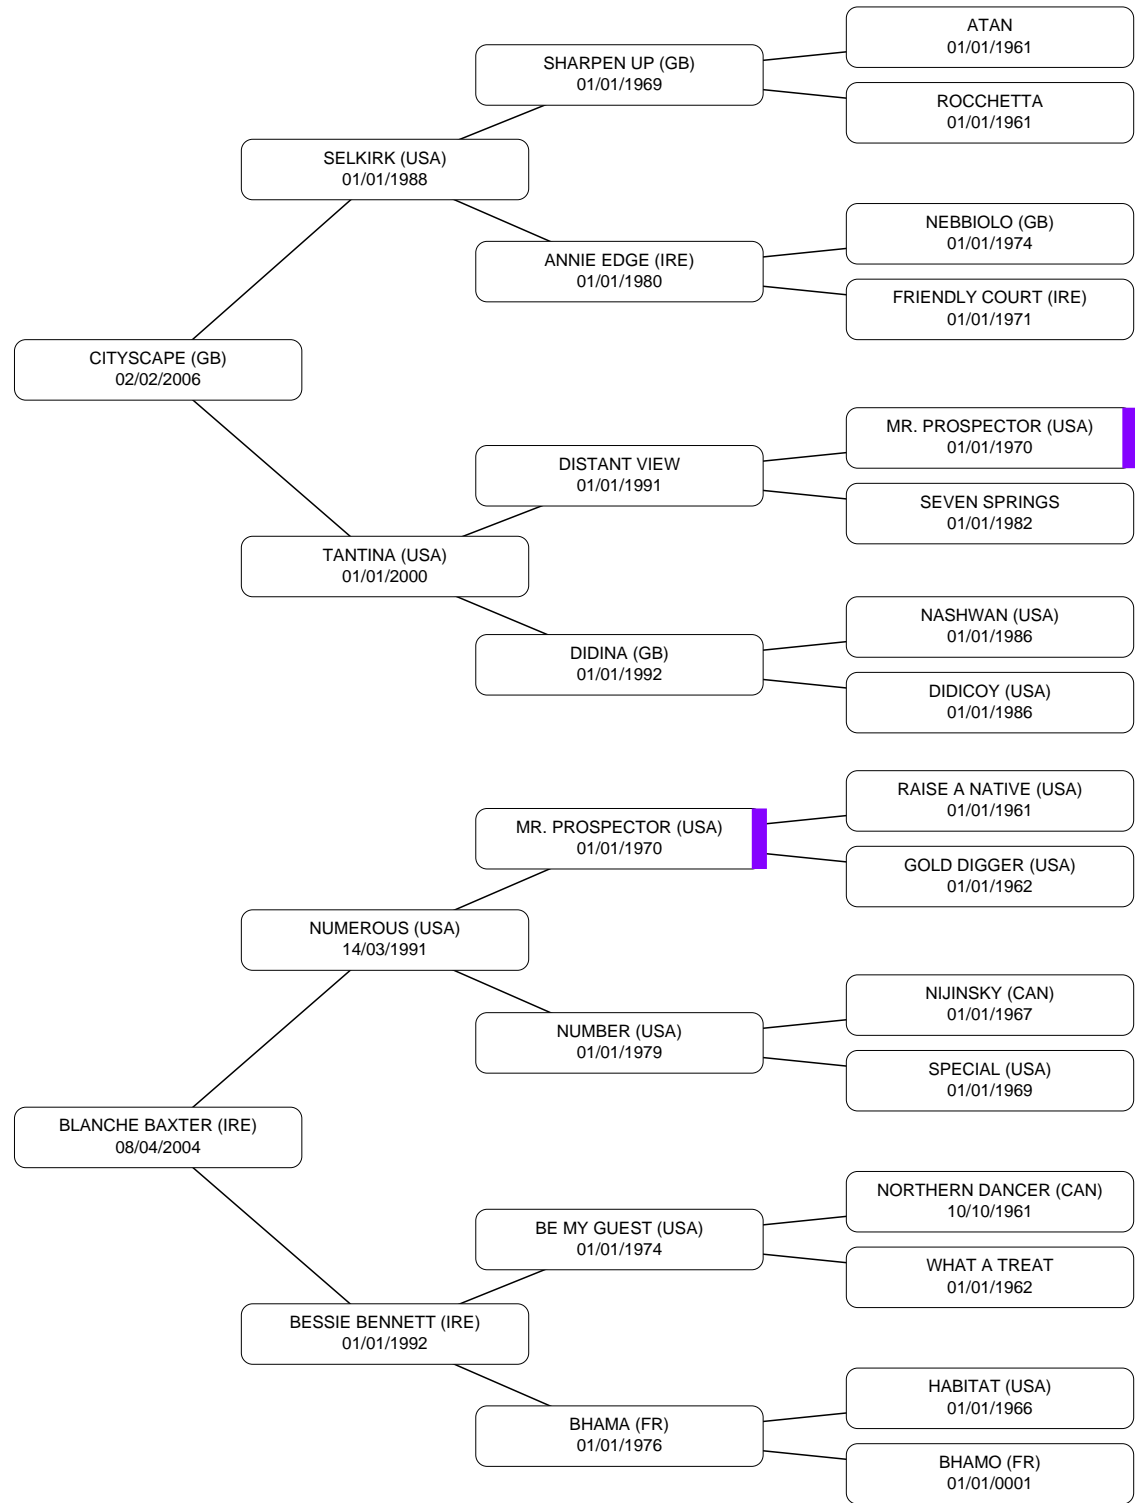 ATAN
01/01/1961
SHARPEN UP (GB)
01/01/1969
ROCCHETTA
01/01/1961
SELKIRK (USA)
01/01/1988
NEBBIOLO (GB)
01/01/1974
ANNIE EDGE (IRE)
01/01/1980
FRIENDLY COURT (IRE)
01/01/1971
CITYSCAPE (GB)
02/02/2006
MR. PROSPECTOR (USA)
01/01/1970
DISTANT VIEW
01/01/1991
SEVEN SPRINGS
01/01/1982
TANTINA (USA)
01/01/2000
NASHWAN (USA)
01/01/1986
DIDINA (GB)
01/01/1992
DIDICOY (USA)
01/01/1986
RAISE A NATIVE (USA)
01/01/1961
MR. PROSPECTOR (USA)
01/01/1970
GOLD DIGGER (USA)
01/01/1962
NUMEROUS (USA)
14/03/1991
NIJINSKY (CAN)
01/01/1967
NUMBER (USA)
01/01/1979
SPECIAL (USA)
01/01/1969
BLANCHE BAXTER (IRE)
08/04/2004
NORTHERN DANCER (CAN)
10/10/1961
BE MY GUEST (USA)
01/01/1974
WHAT A TREAT
01/01/1962
BESSIE BENNETT (IRE)
01/01/1992
HABITAT (USA)
01/01/1966
BHAMA (FR)
01/01/1976
BHAMO (FR)
01/01/0001